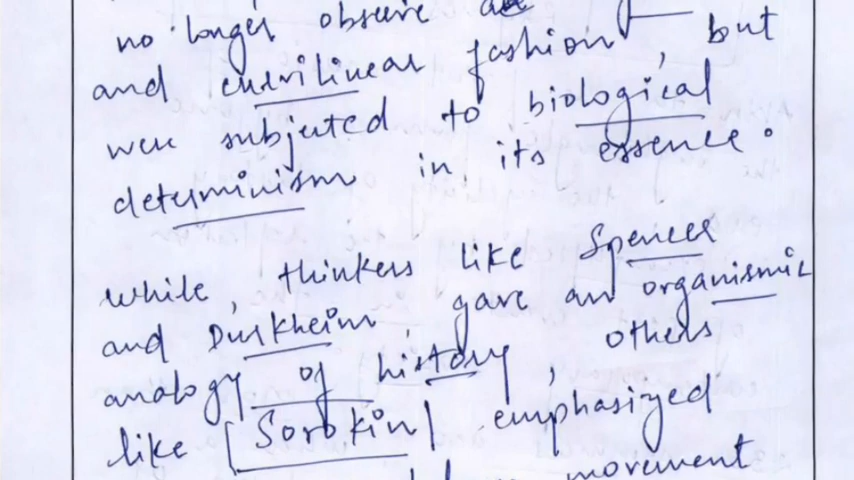 no longer observe
and curvilinear fashion, but
were subjected to biological
determinism in its essence.
while, thinkers like Spencer
and Durkheim, gave an organismic
analogy of history, others
like [Sorokin] emphasized
movement